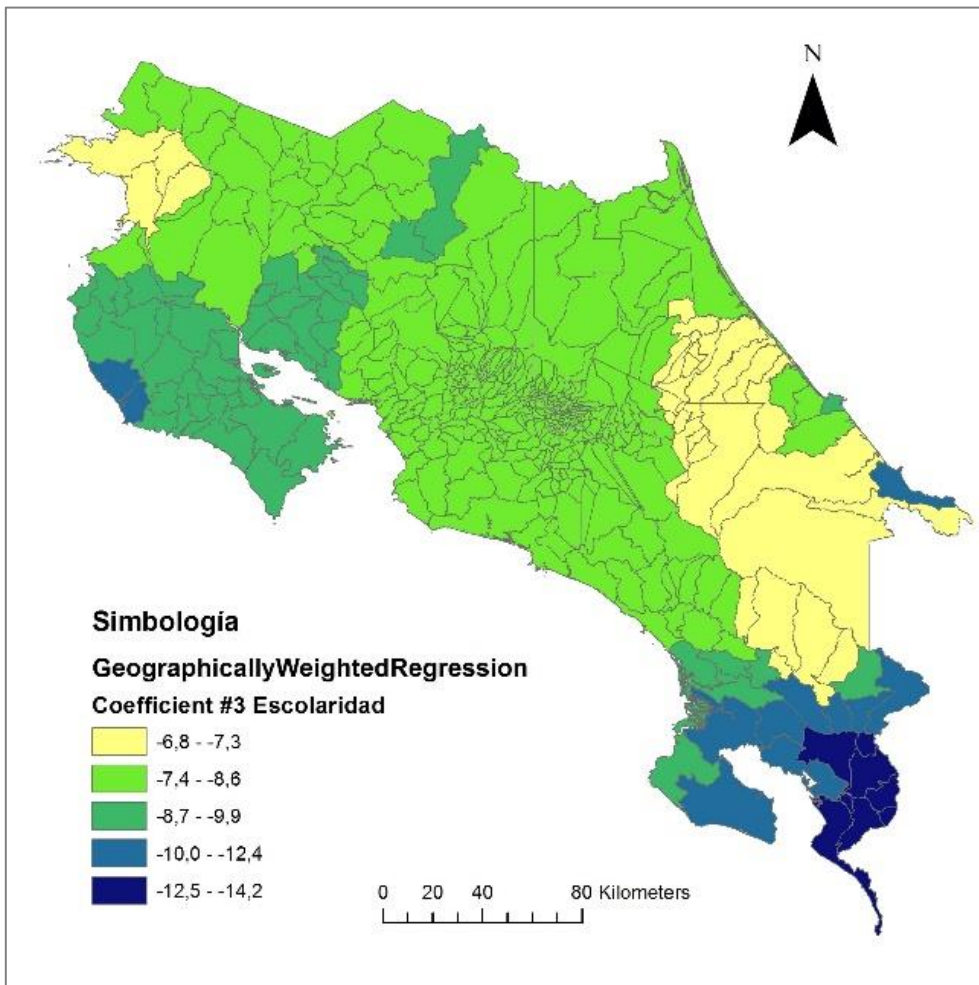 N
Simbología
GeographicallyWeightedRegression
Coefficient #3 Escolaridad
-6,8 - -7,3
-7,4 - -8,6
-8,7 - -9,9
-10,0 - -12,4
-12,5 - -14,2
0 20 40 80 Kilometers